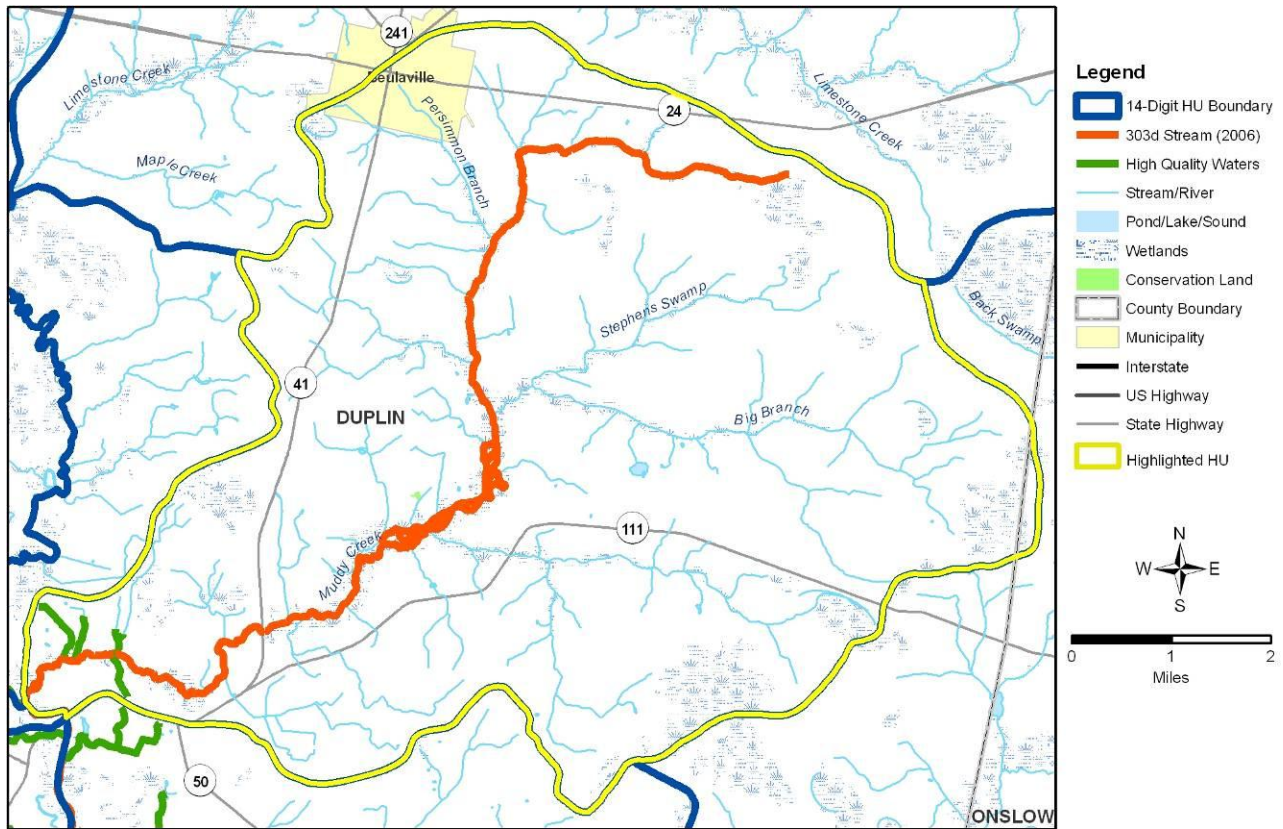 241
Beulaville
Limestone Creek
Persimmon Branch
24
Limestone Creek
Maple Creek
Stephens Swamp
Back Swamp
41
DUPLIN
Big Branch
111
Muddy Creek
50
ONSLOW
Legend
14-Digit HU Boundary
303d Stream (2006)
High Quality Waters
Stream/River
Pond/Lake/Sound
Wetlands
Conservation Land
County Boundary
Municipality
Interstate
US Highway
State Highway
Highlighted HU
N
W E
S
0 1 2
Miles